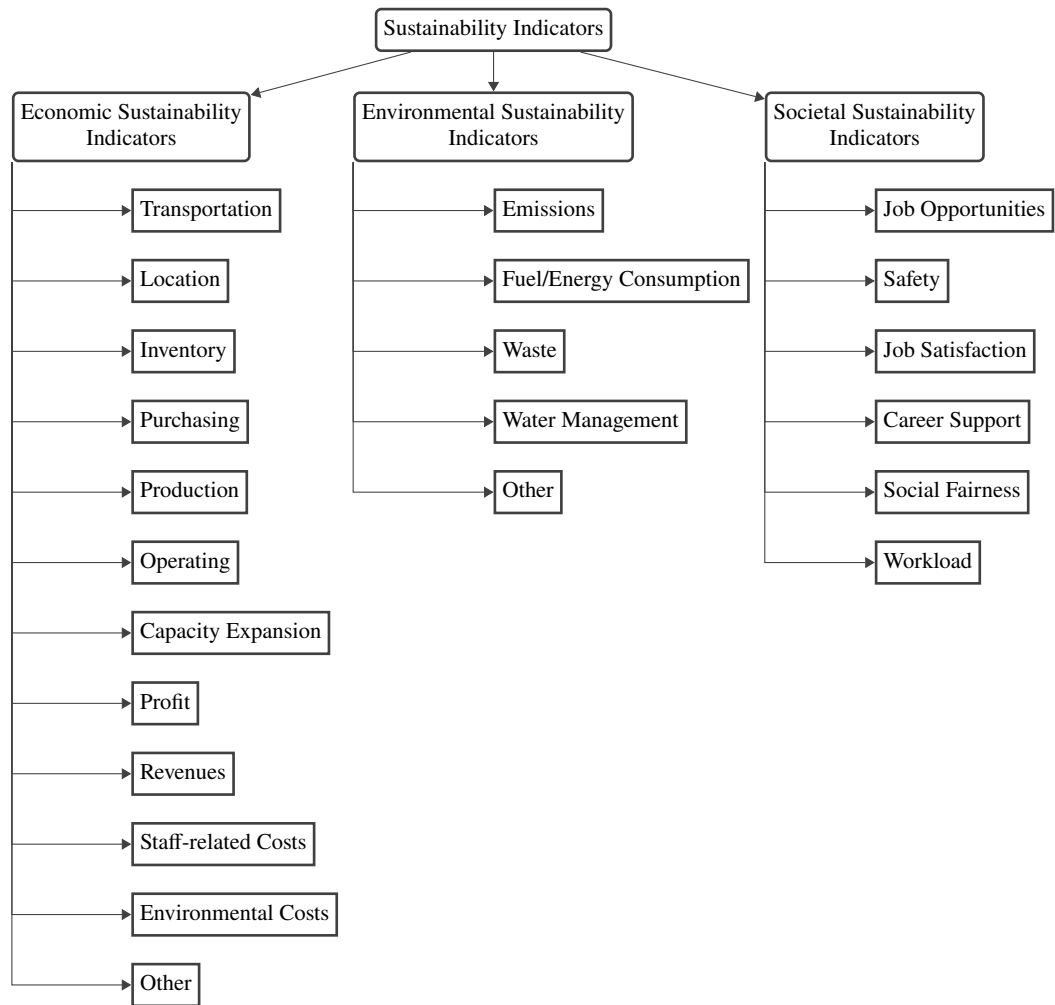 Sustainability Indicators
Economic Sustainability
Indicators
Transportation
Location
Inventory
Purchasing
Production
Operating
Capacity Expansion
Profit
Revenues
Staff-related Costs
Environmental Costs
Other
Environmental Sustainability
Indicators
Emissions
Fuel/Energy Consumption
Waste
Water Management
Other
Societal Sustainability
Indicators
Job Opportunities
Safety
Job Satisfaction
Career Support
Social Fairness
Workload